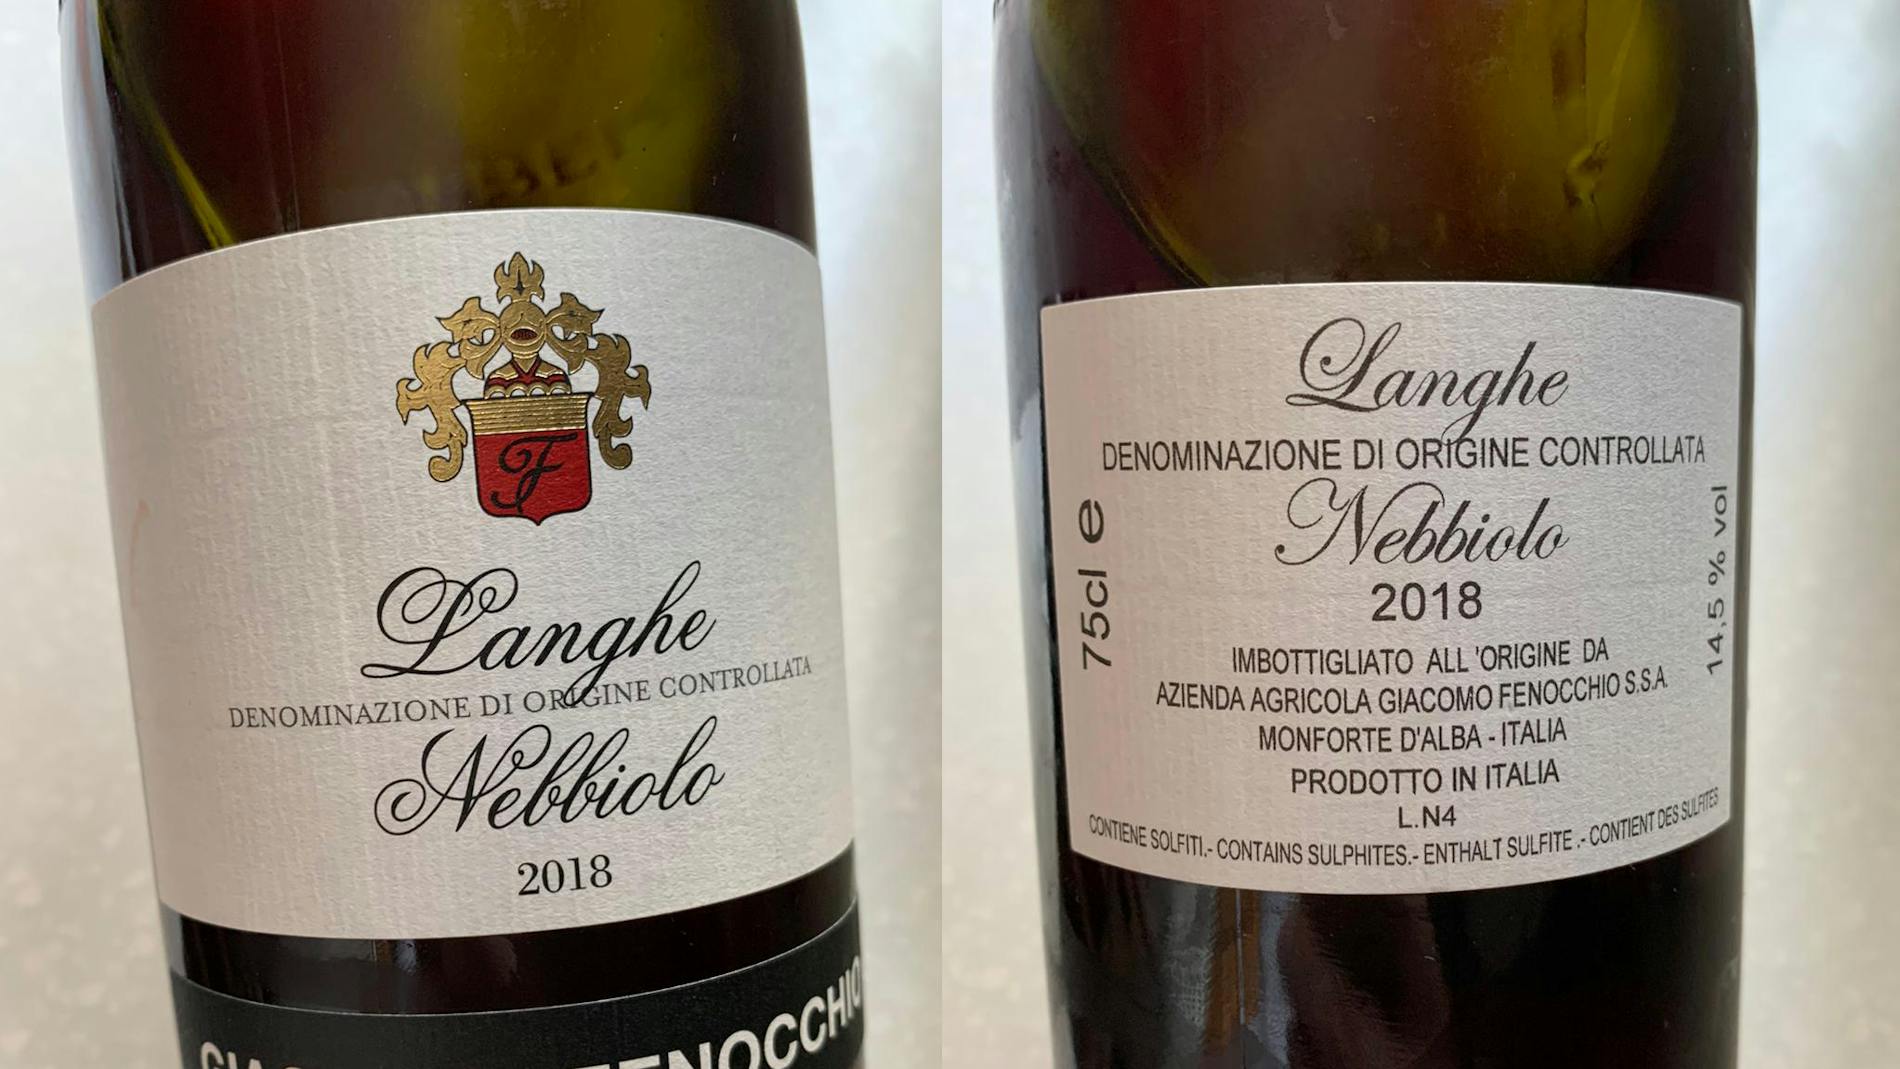 F
Langhe
DENOMINAZIONE DI ORIGINE CONTROLLATA
Nebbiolo
2018
FENOCCHIO
Langhe
DENOMINAZIONE DI ORIGINE CONTROLLATA
Nebbiolo
2018
75cl e
14,5 % vol
IMBOTTIGLIATO ALL'ORIGINE DA
AZIENDA AGRICOLA GIACOMO FENOCCHIO S.S.A.
MONFORTE D'ALBA - ITALIA
PRODOTTO IN ITALIA
L.N4
CONTIENE SOLFITI.- CONTAINS SULPHITES.- ENTHALT SULFITE .- CONTIENT DES SULFITES